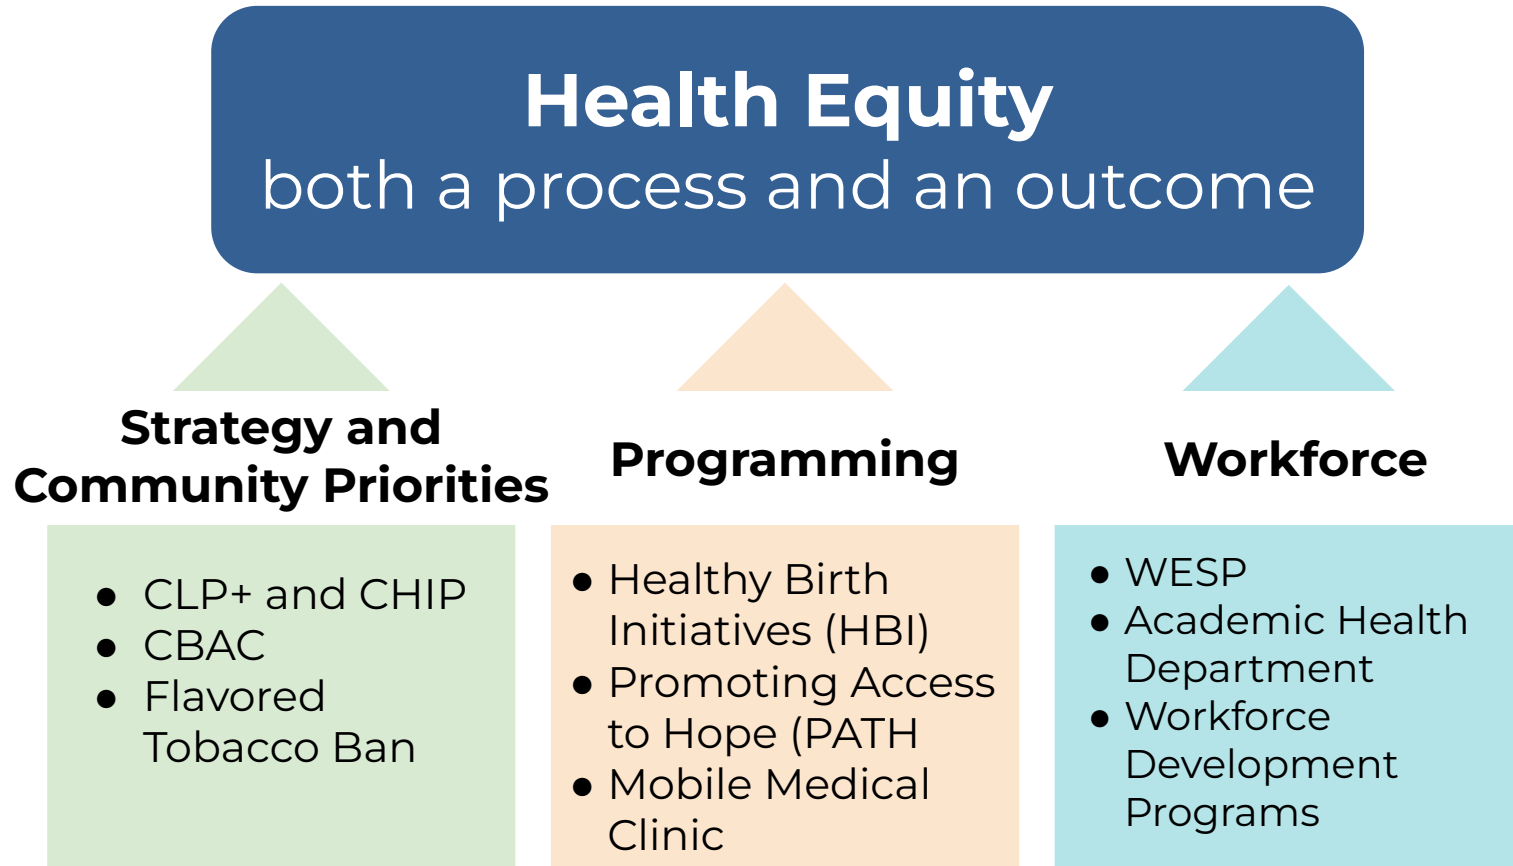 Health Equity
both a process and an outcome
Strategy and
Community Priorities
● CLP+ and CHIP
● CBAC
● Flavored
Tobacco Ban
Programming
● Healthy Birth
Initiatives (HBI)
● Promoting Access
to Hope (PATH
● Mobile Medical
Clinic
Workforce
● WESP
● Academic Health
Department
● Workforce
Development
Programs